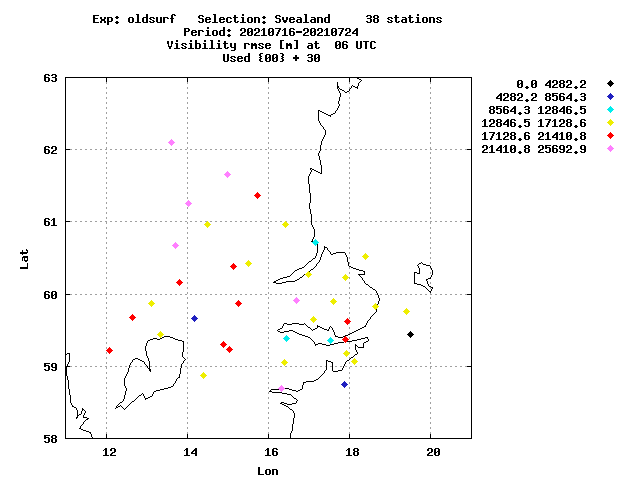 Exp: oldsurf   Selection: Svealand     38 stations
Period: 20210716-20210724
Visibility rmse [m] at  06 UTC
Used {00} + 30
0.0 4282.2
4282.2 8564.3
8564.3 12846.5
12846.5 17128.6
17128.6 21410.8
21410.8 25692.9
63
62
61
60
59
58
Lat
12 14 16 18 20
Lon